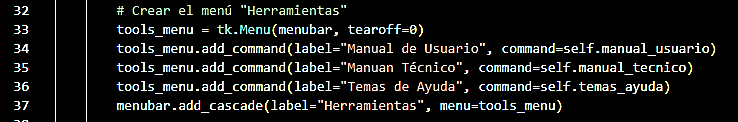 32 # Crear el menú "Herramientas"
33 tools_menu = tk.Menu(menubar, tearoff=0)
34 tools_menu.add_command(label="Manual de Usuario", command=self.manual_usuario)
35 tools_menu.add_command(label="Manuan Técnico", command=self.manual_tecnico)
36 tools_menu.add_command(label="Temas de Ayuda", command=self.temas_ayuda)
37 menubar.add_cascade(label="Herramientas", menu=tools_menu)